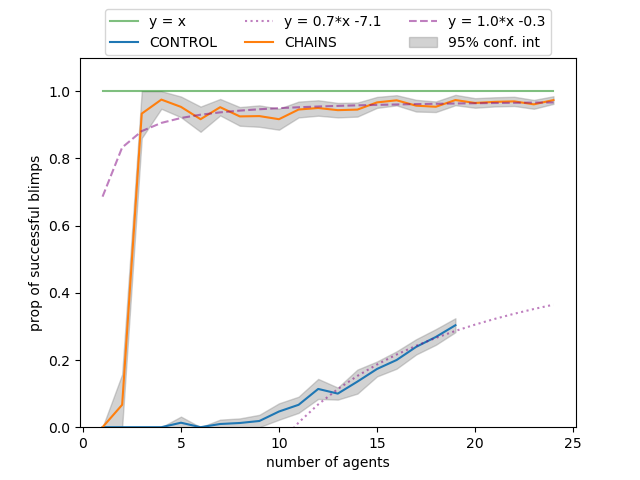 y = x
y = 0.7*x -7.1
y = 1.0*x -0.3
CONTROL
CHAINS
95% conf. int
1.0
0.8
0.6
0.4
0.2
0.0
prop of successful blimps
0
5
10
15
20
25
number of agents